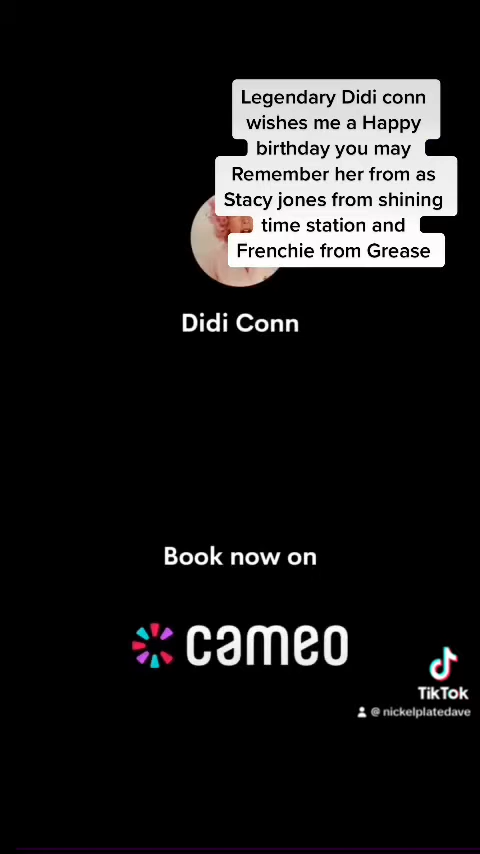 Legendary Didi conn
wishes me a Happy
birthday you may
Remember her from as
Stacy jones from shining
time station and
Frenchie from Grease
Didi Conn
Book now on
cameo
TikTok
@ nickelplatedave